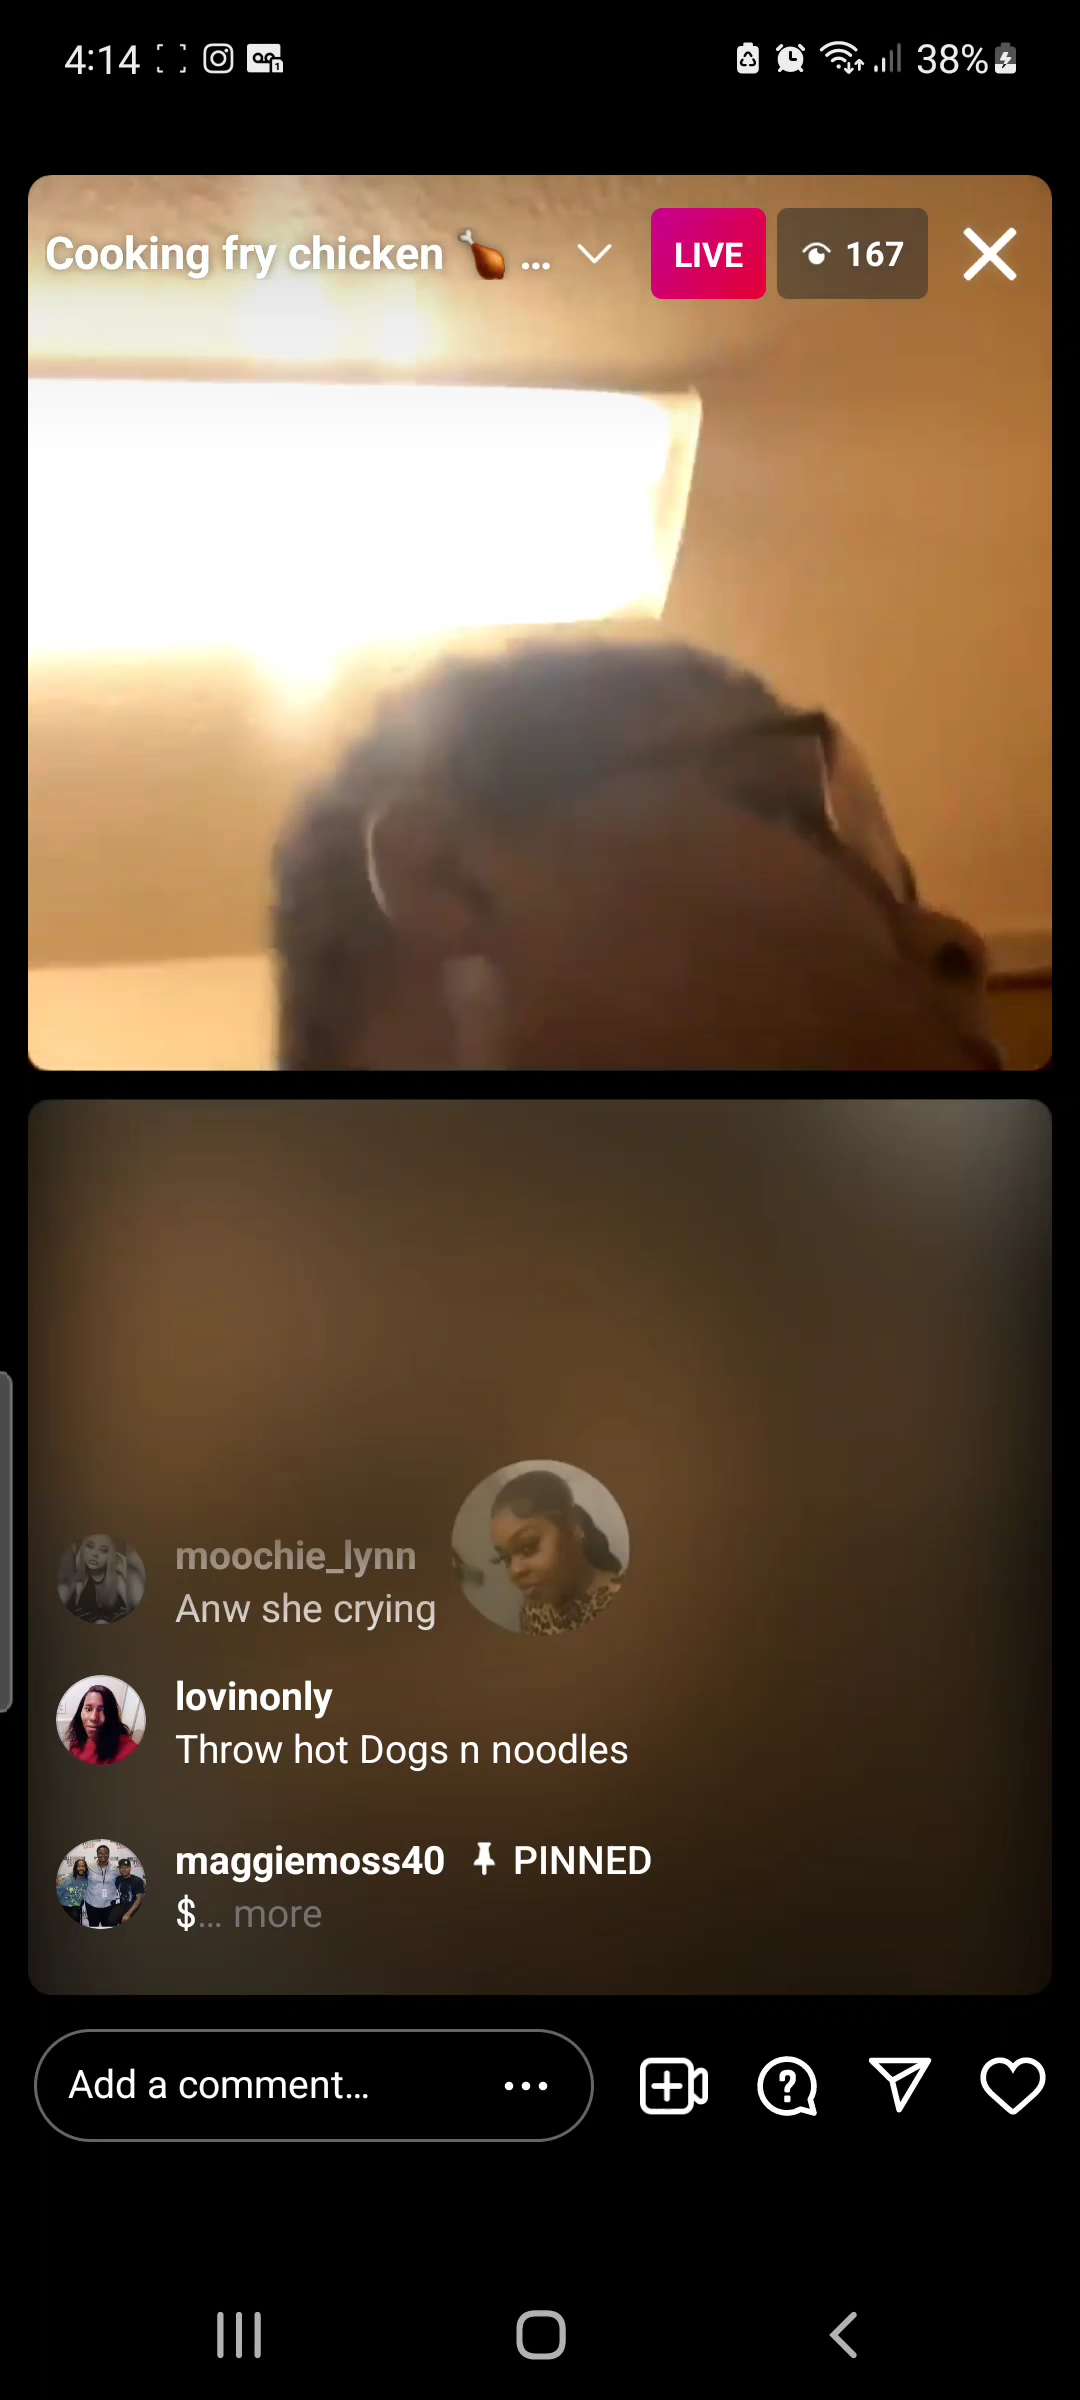 4:14
38%
Cooking fry chicken 🍗 ...
LIVE
167
moochie_lynn
Anw she crying
lovinonly
Throw hot Dogs n noodles
maggiemoss40 PINNED
$... more
Add a comment...